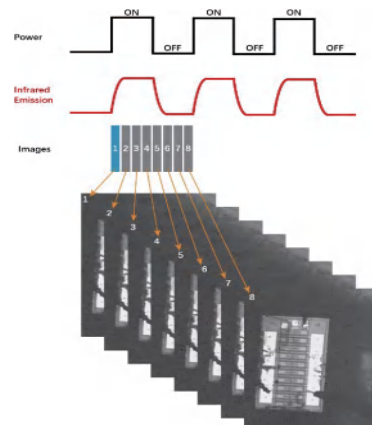 ON ON ON
Power
OFF OFF OFF
Infrared
Emission
Images
1 2 3 4 5 6 7 8
1
2
3
4
5
6
7
8